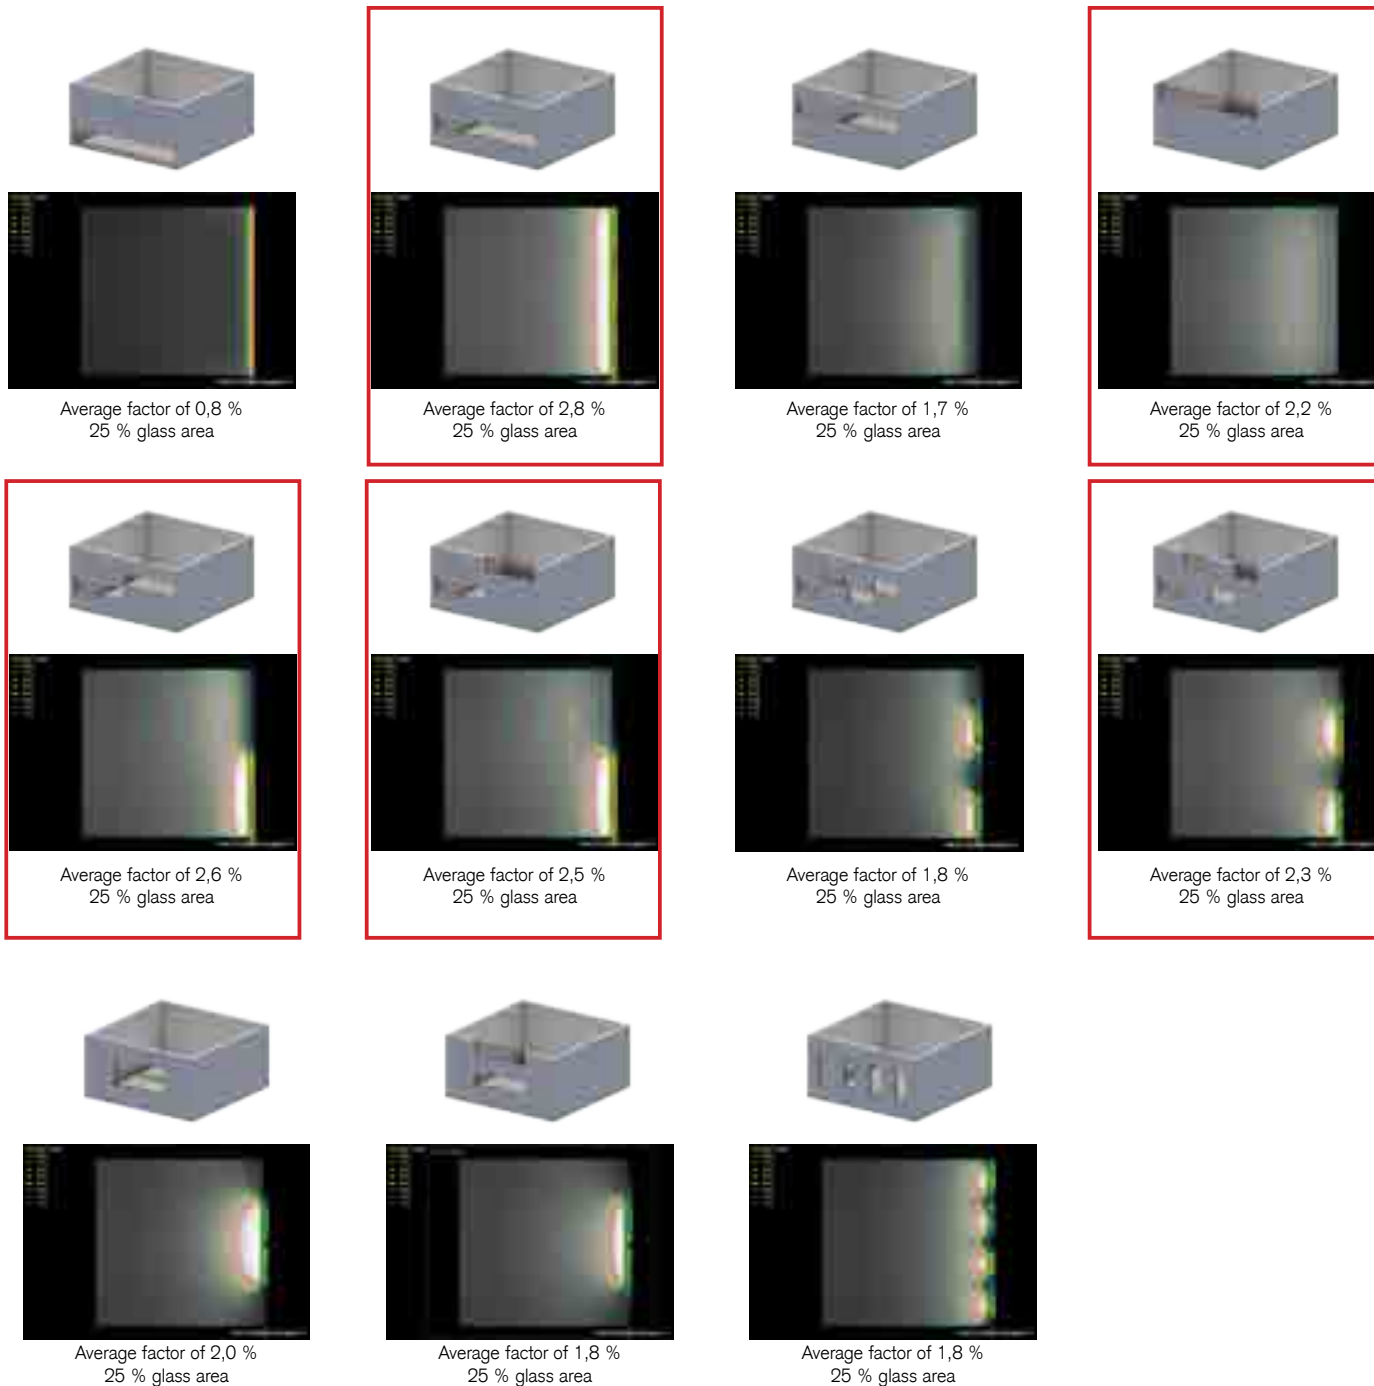 Average factor of 0,8 %
25 % glass area
Average factor of 2,8 %
25 % glass area
Average factor of 1,7 %
25 % glass area
Average factor of 2,2 %
25 % glass area
Average factor of 2,6 %
25 % glass area
Average factor of 2,5 %
25 % glass area
Average factor of 1,8 %
25 % glass area
Average factor of 2,3 %
25 % glass area
Average factor of 2,0 %
25 % glass area
Average factor of 1,8 %
25 % glass area
Average factor of 1,8 %
25 % glass area